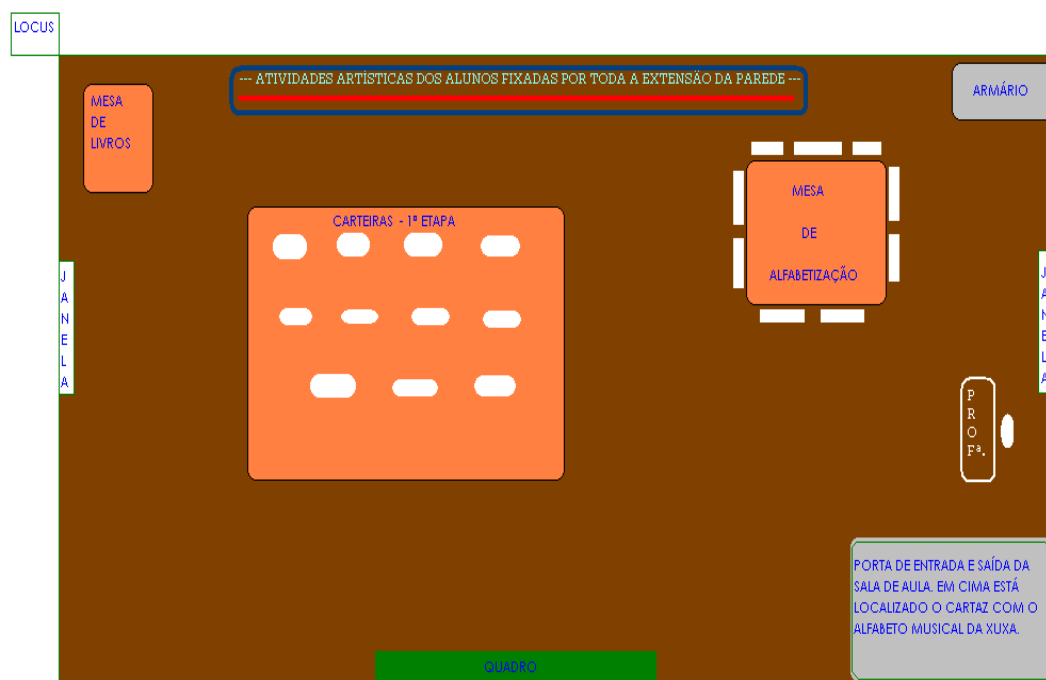 LOCUS
--- ATIVIDADES ARTÍSTICAS DOS ALUNOS FIXADAS POR TODA A EXTENSÃO DA PAREDE ---
MESA
DE
LIVROS
ARMÁRIO
CARTEIRAS - 1ª ETAPA
MESA
DE
ALFABETIZAÇÃO
J
A
N
E
L
A
J
A
N
E
L
A
P
R
O
Fª.
PORTA DE ENTRADA E SAÍDA DA
SALA DE AULA. EM CIMA ESTÁ
LOCALIZADO O CARTAZ COM O
ALFABETO MUSICAL DA XUXA.
QUADRO